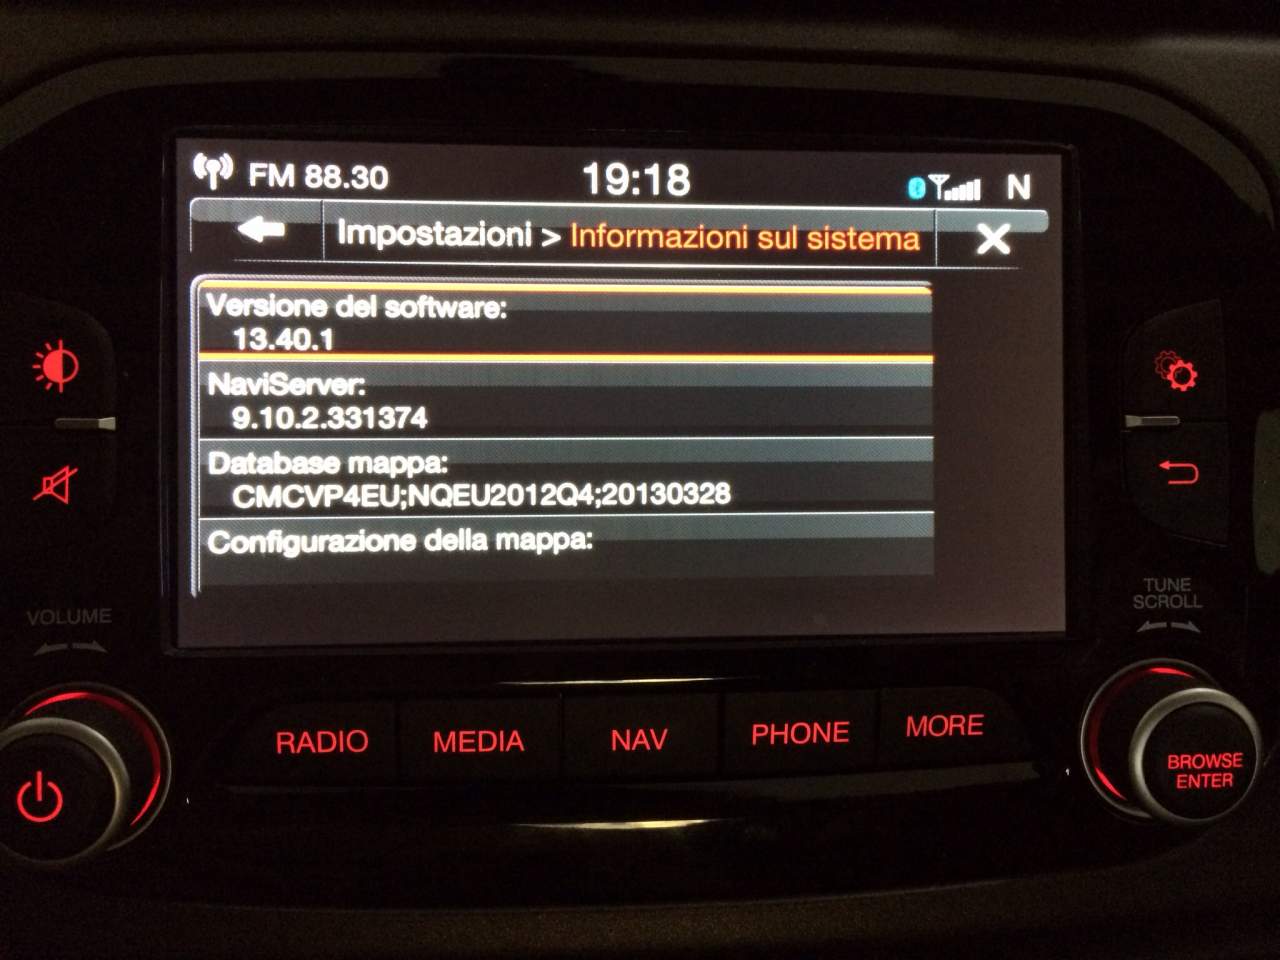 FM 88.30
19:18
N
Impostazioni > Informazioni sul sistema
Versione del software:
13.40.1
NaviServer:
9.10.2.331374
Database mappa:
CMCVP4EU;NQEU2012Q4;20130328
Configurazione della mappa:
VOLUME
TUNE
SCROLL
RADIO
MEDIA
NAV
PHONE
MORE
BROWSE
ENTER